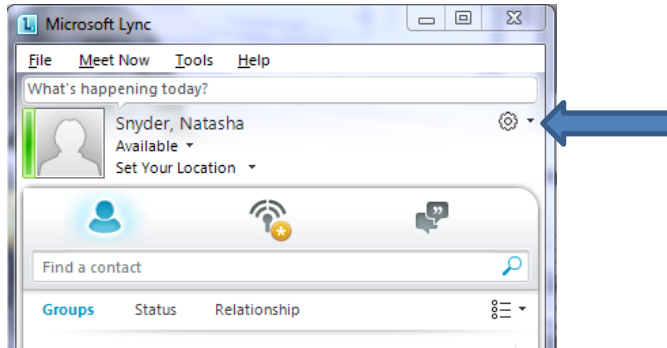 Microsoft Lync
File Meet Now Tools Help
What's happening today?
Snyder, Natasha
Available
Set Your Location
Find a contact
Groups Status Relationship